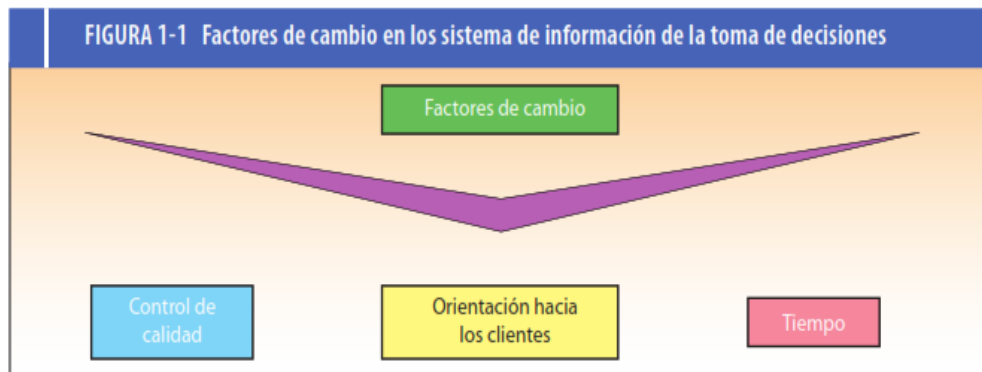 FIGURA 1-1 Factores de cambio en los sistema de información de la toma de decisiones
Factores de cambio
Control de
calidad
Orientación hacia
los clientes
Tiempo